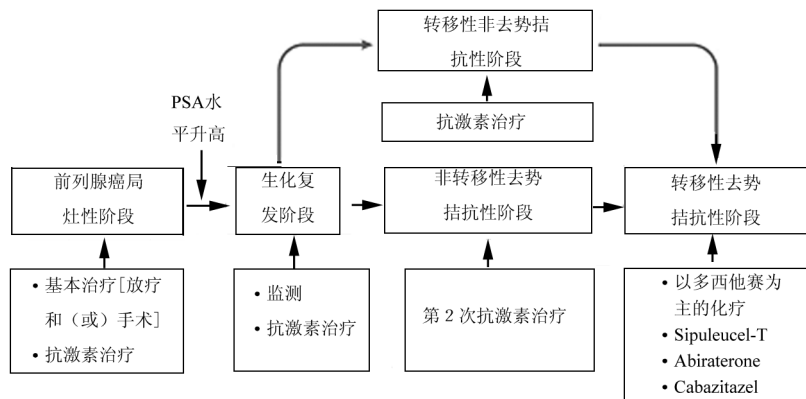 转移性非去势拮
抗性阶段
PSA水
平升高
抗激素治疗
前列腺癌局
灶性阶段
生化复
发阶段
非转移性去势
拮抗性阶段
转移性去势
拮抗性阶段
• 基本治疗[放疗
和（或）手术]
• 抗激素治疗
• 监测
• 抗激素治疗
第 2 次抗激素治疗
• 以多西他赛为
主的化疗
• Sipuleucel-T
• Abiraterone
• Cabazitazel